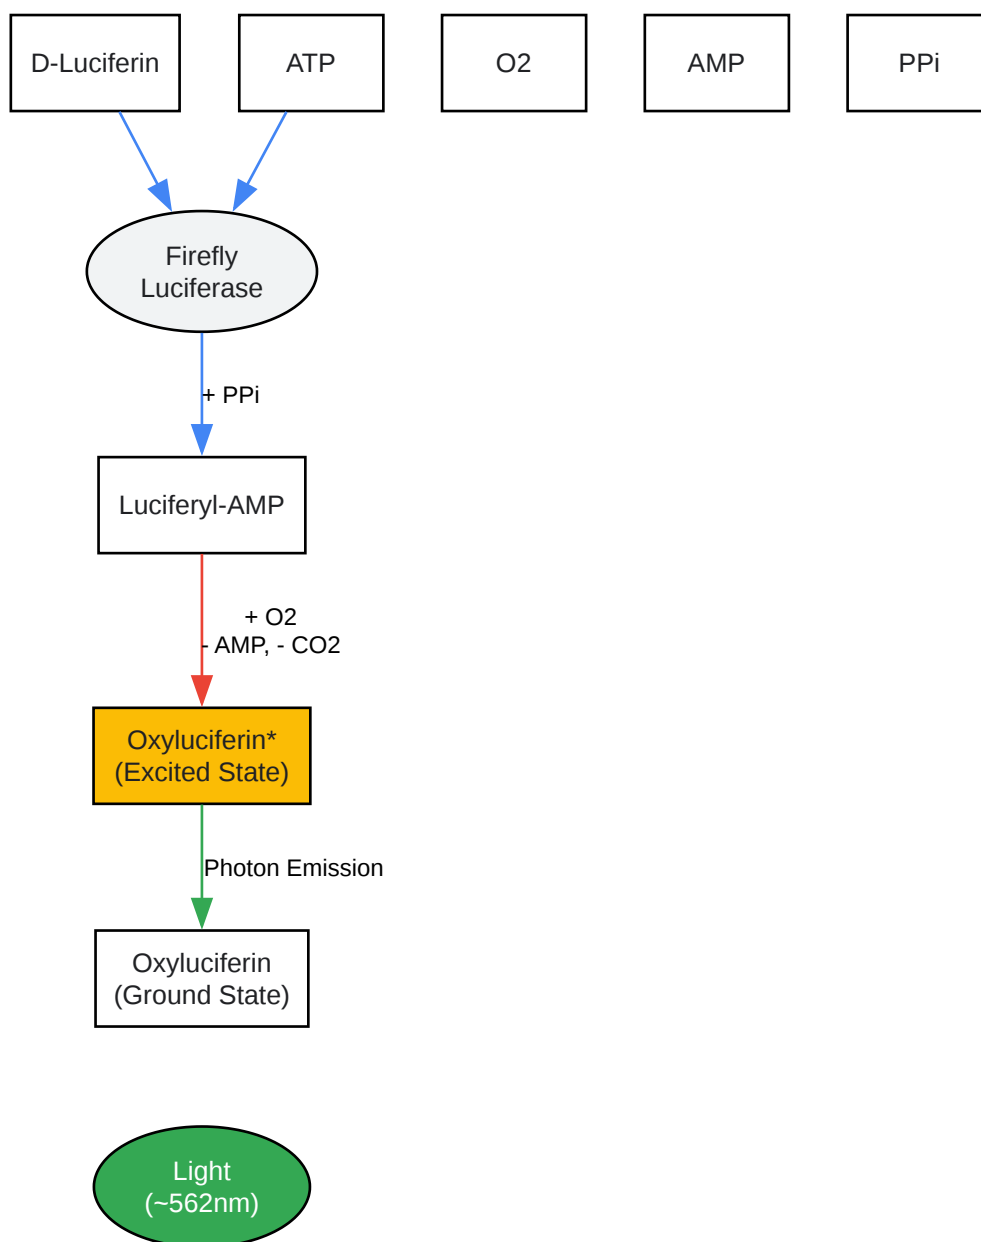 D-Luciferin
ATP
O2
AMP
PPi
Firefly
Luciferase
+ PPi
Luciferyl-AMP
+ O2
- AMP, - CO2
Oxyluciferin*
(Excited State)
Photon Emission
Oxyluciferin
(Ground State)
Light
(~562nm)